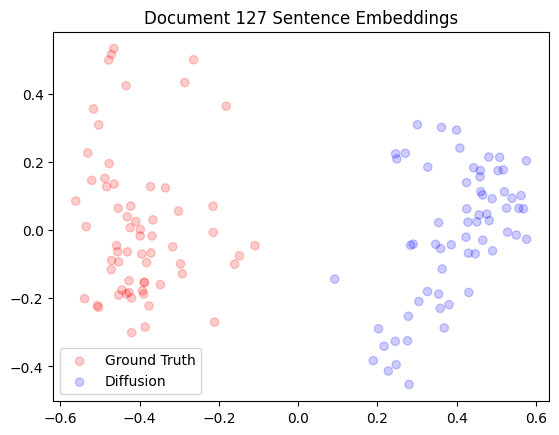 Document 127 Sentence Embeddings
0.4
0.2
0.0
−0.2
−0.4
Ground Truth
Diffusion
−0.6 −0.4 −0.2 0.0 0.2 0.4 0.6